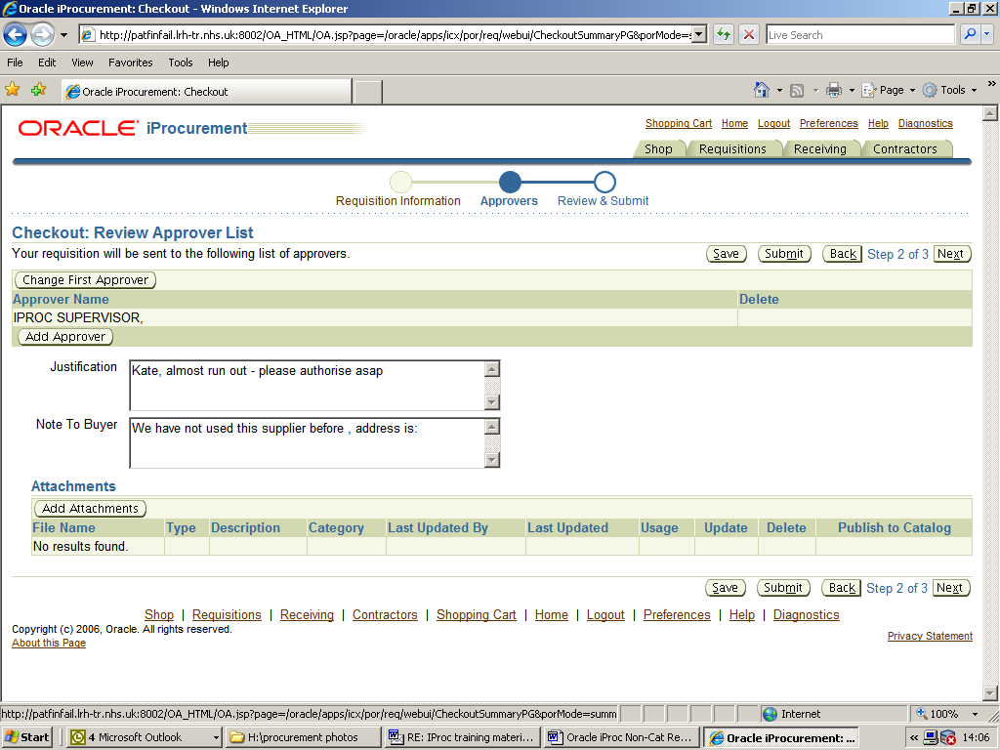 Oracle iProcurement: Checkout - Windows Internet Explorer
http://patfinfail.lrh-tr.nhs.uk:8002/OA_HTML/OA.jsp?page=/oracle/apps/icx/por/req/webui/CheckoutSummaryPG&porMode=s
Live Search
File Edit View Favorites Tools Help
Oracle iProcurement: Checkout
Page Tools »
ORACLE iProcurement
Shopping Cart Home Logout Preferences Help Diagnostics
Shop Requisitions Receiving Contractors
Requisition Information Approvers Review & Submit
Checkout: Review Approver List
Your requisition will be sent to the following list of approvers.
Save Submit Back Step 2 of 3 Next
Change First Approver
Approver Name Delete
IPROC SUPERVISOR,
Add Approver
Justification Kate, almost run out - please authorise asap
Note To Buyer We have not used this supplier before , address is:
Attachments
Add Attachments
File Name Type Description Category Last Updated By Last Updated Usage Update Delete Publish to Catalog
No results found.
Save Submit Back Step 2 of 3 Next
Shop | Requisitions | Receiving | Contractors | Shopping Cart | Home | Logout | Preferences | Help | Diagnostics
Copyright (c) 2006, Oracle. All rights reserved.
About this Page
Privacy Statement
http://patfinfail.lrh-tr.nhs.uk:8002/OA_HTML/OA.jsp?page=/oracle/apps/icx/por/req/webui/CheckoutSummaryPG&porMode=summ
Internet
100%
Start
4 Microsoft Outlook
H:\procurement photos
RE: IProc training materi...
Oracle iProc Non-Cat Re...
Oracle iProcurement: ...
«
14:06